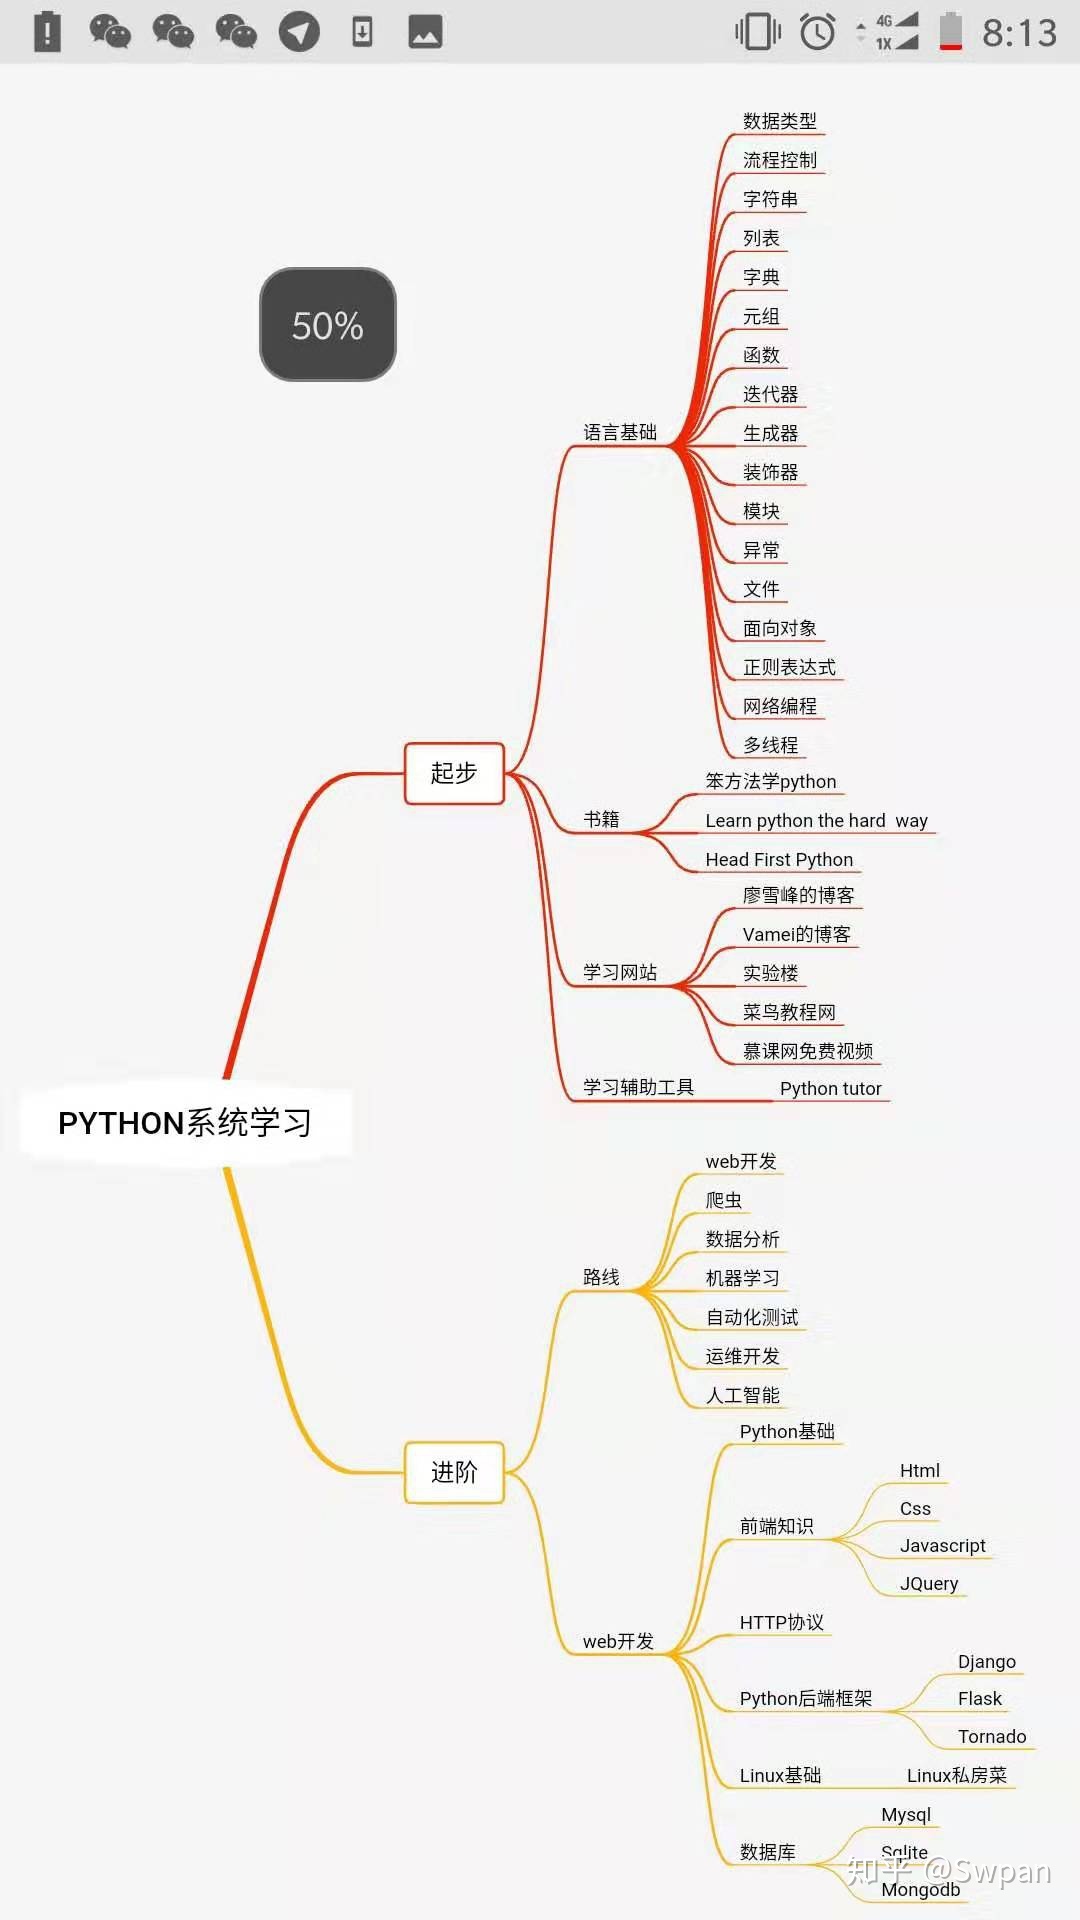 4G
1X
8:13
50%
PYTHON系统学习
起步
语言基础
数据类型
流程控制
字符串
列表
字典
元组
函数
迭代器
生成器
装饰器
模块
异常
文件
面向对象
正则表达式
网络编程
多线程
书籍
笨方法学python
Learn python the hard way
Head First Python
学习网站
廖雪峰的博客
Vamei的博客
实验楼
菜鸟教程网
慕课网免费视频
学习辅助工具
Python tutor
进阶
路线
web开发
爬虫
数据分析
机器学习
自动化测试
运维开发
人工智能
web开发
Python基础
前端知识
Html
Css
Javascript
JQuery
HTTP协议
Python后端框架
Django
Flask
Tornado
Linux基础
Linux私房菜
数据库
Mysql
Sqlite
Mongodb
知乎 @Swpan